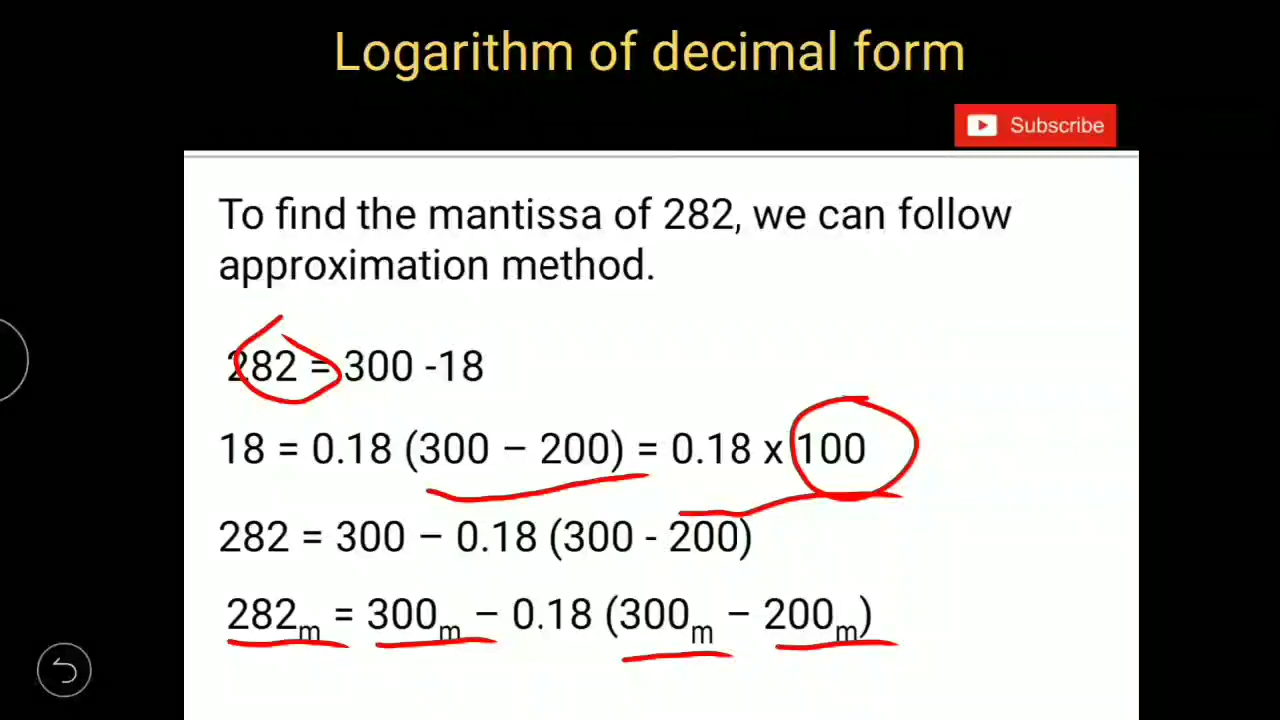 Logarithm of decimal form
Subscribe
To find the mantissa of 282, we can follow
approximation method.
282 = 300 -18
18 = 0.18 (300 – 200) = 0.18 x 100
282 = 300 – 0.18 (300 - 200)
282m = 300m – 0.18 (300m – 200m)